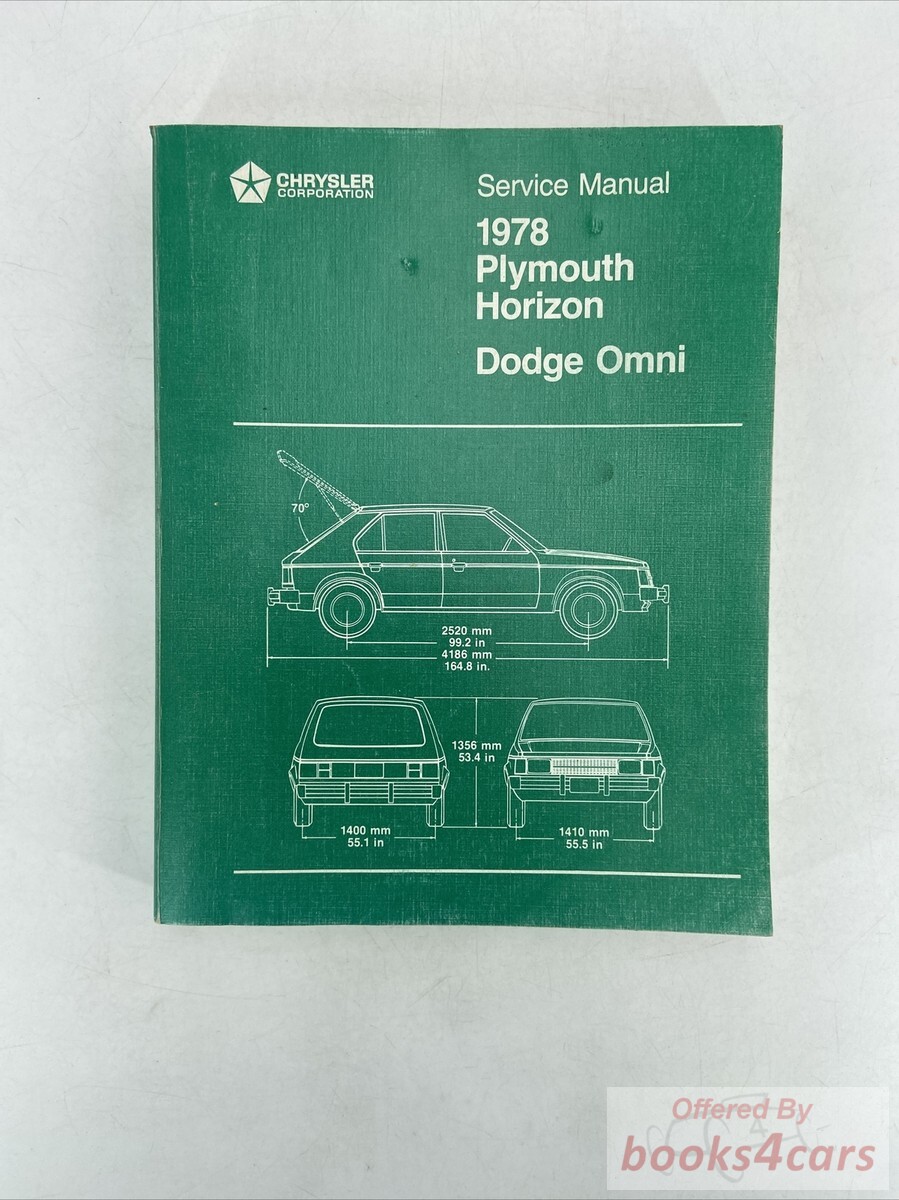 CHRYSLER
CORPORATION
Service Manual
1978
Plymouth
Horizon
Dodge Omni
70°
2520 mm
99.2 in
4186 mm
164.8 in.
1356 mm
53.4 in
1400 mm
55.1 in
1410 mm
55.5 in
Offered By
books4cars